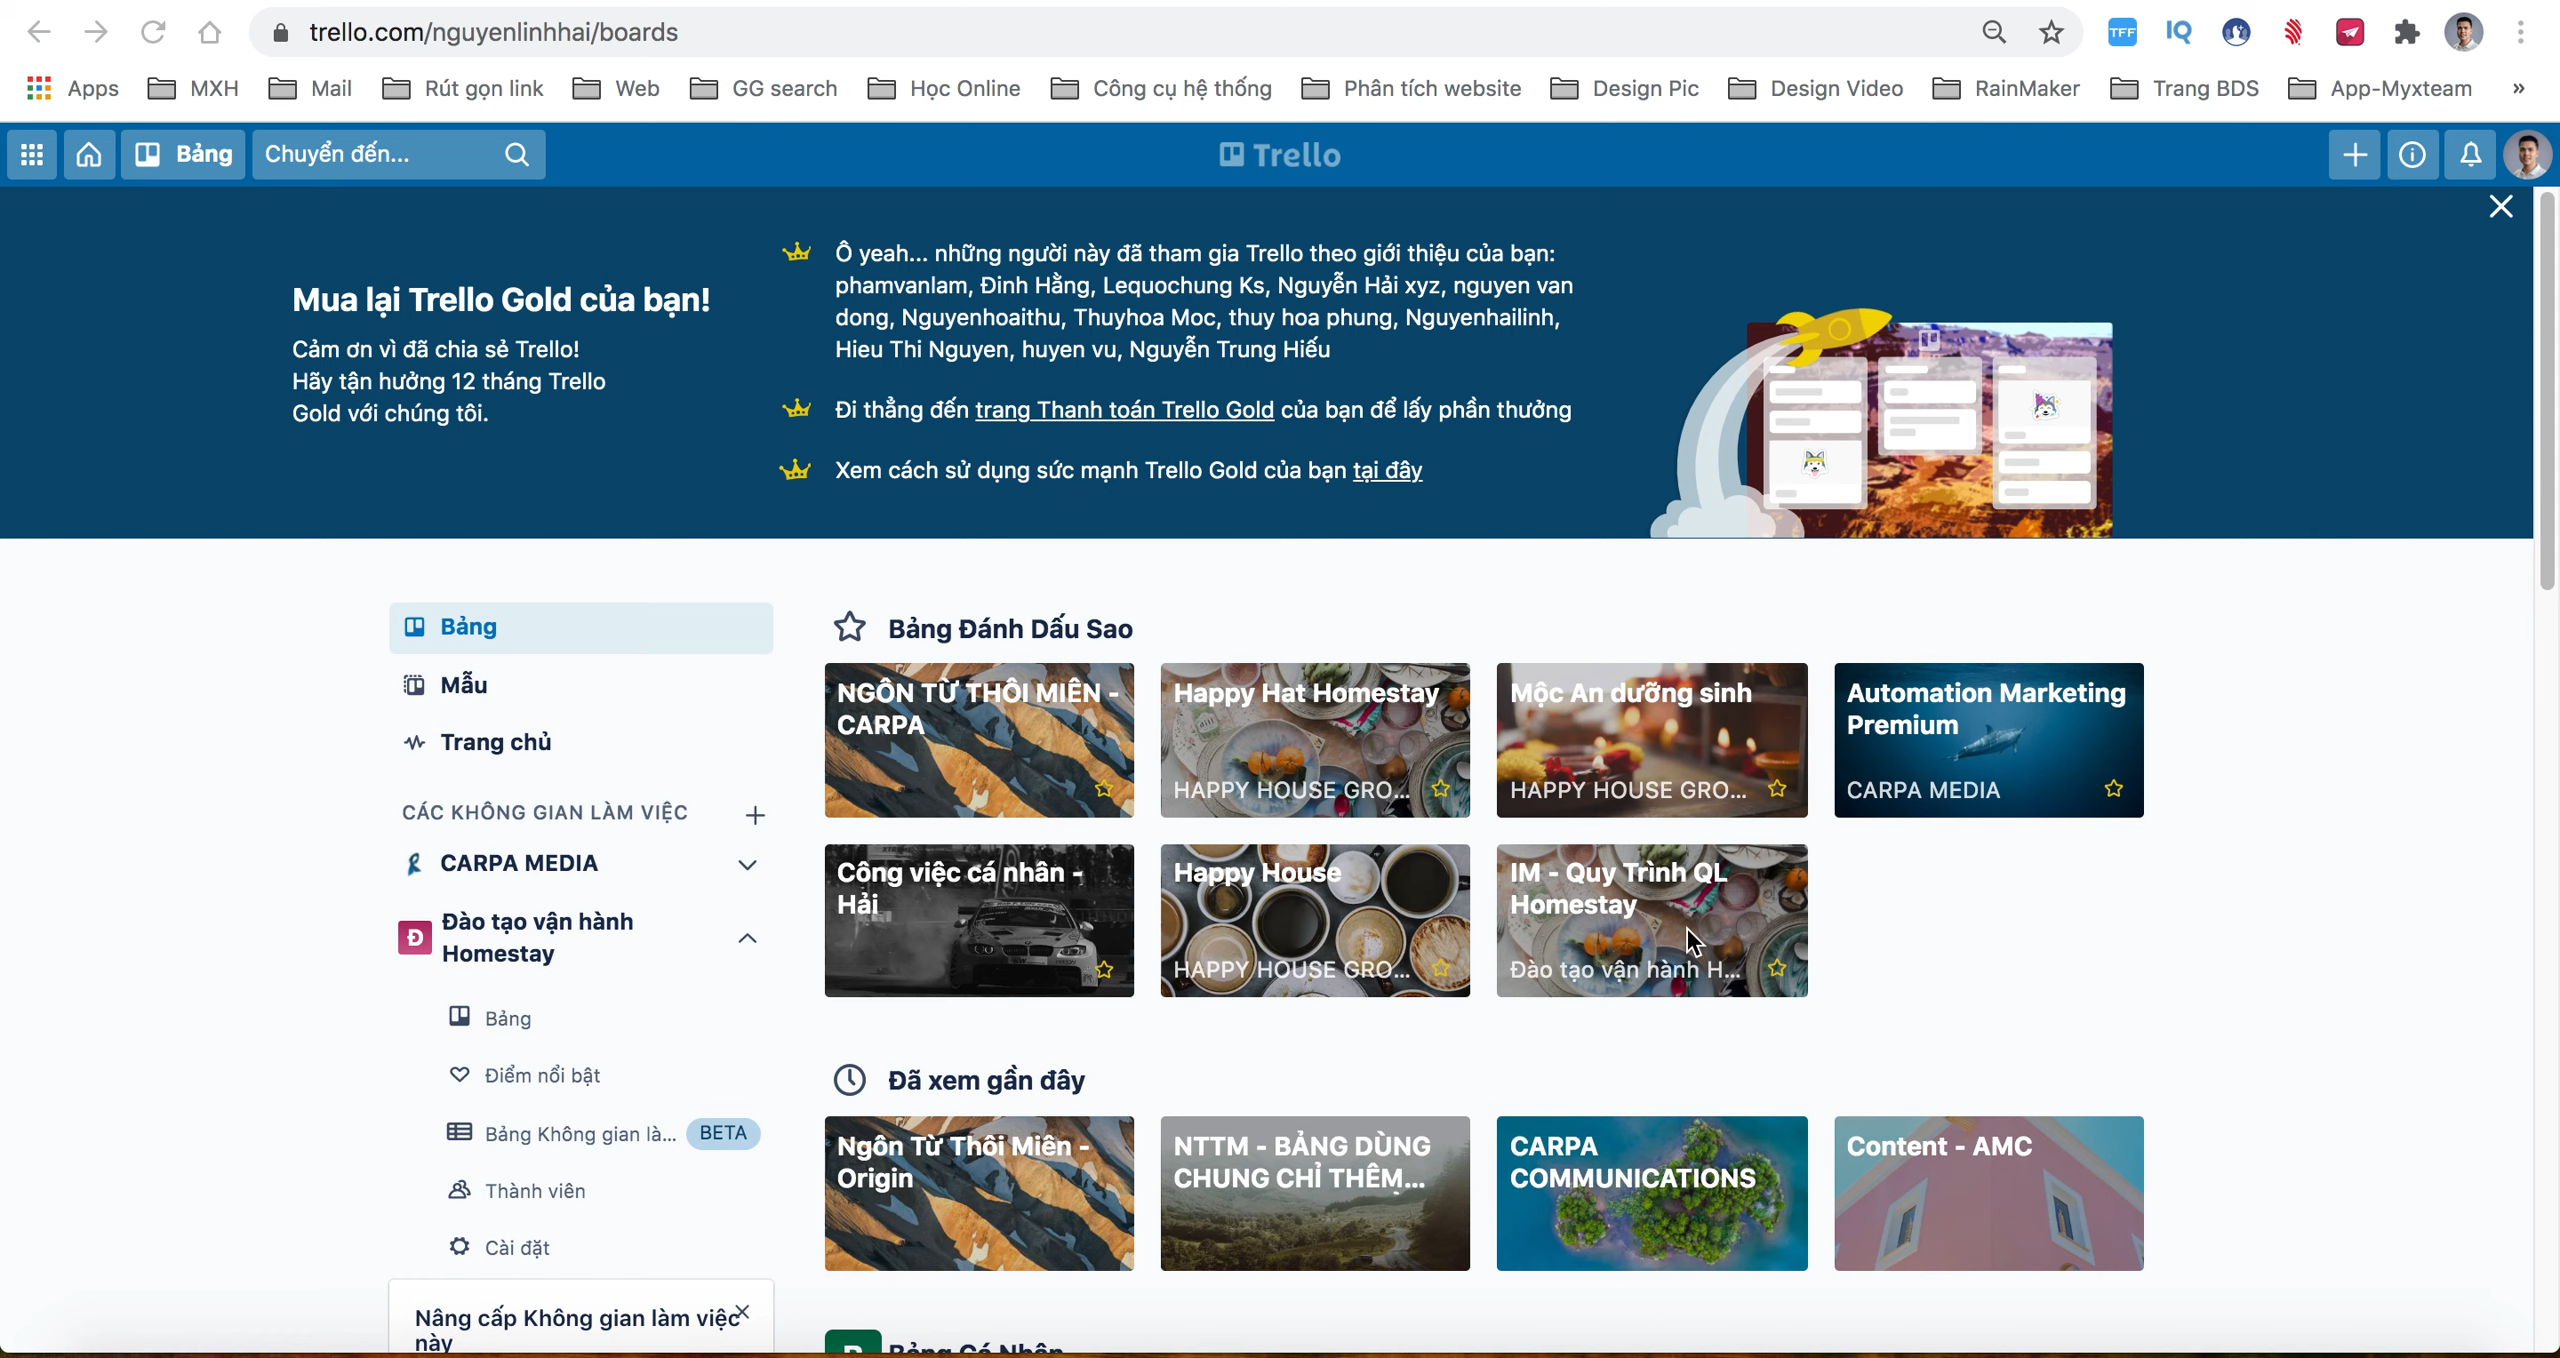 trello.com/nguyenlinhhai/boards
TFF
IQ
Apps
MXH
Mail
Rút gọn link
Web
GG search
Học Online
Công cụ hệ thống
Phân tích website
Design Pic
Design Video
RainMaker
Trang BDS
App-Myxteam
»
Bảng
Chuyển đến...
Trello
Mua lại Trello Gold của bạn!
Cảm ơn vì đã chia sẻ Trello!
Hãy tận hưởng 12 tháng Trello
Gold với chúng tôi.
Ô yeah... những người này đã tham gia Trello theo giới thiệu của bạn:
phamvanlam, Đinh Hằng, Lequochung Ks, Nguyễn Hải xyz, nguyen van
dong, Nguyenhoaithu, Thuyhoa Moc, thuy hoa phung, Nguyenhailinh,
Hieu Thi Nguyen, huyen vu, Nguyễn Trung Hiếu
Đi thẳng đến trang Thanh toán Trello Gold của bạn để lấy phần thưởng
Xem cách sử dụng sức mạnh Trello Gold của bạn tại đây
Bảng
Mẫu
Trang chủ
CÁC KHÔNG GIAN LÀM VIỆC
CARPA MEDIA
Đ
Đào tạo vận hành
Homestay
Bảng
Điểm nổi bật
Bảng Không gian là...
BETA
Thành viên
Cài đặt
Nâng cấp Không gian làm việc
này
Bảng Đánh Dấu Sao
NGÔN TỪ THÔI MIÊN -
CARPA
Happy Hat Homestay
HAPPY HOUSE GRO...
Mộc An dưỡng sinh
HAPPY HOUSE GRO...
Automation Marketing
Premium
CARPA MEDIA
Công việc cá nhân -
Hải
Happy House
HAPPY HOUSE GRO...
IM - Quy Trình QL
Homestay
Đào tạo vận hành H...
Đã xem gần đây
Ngôn Từ Thôi Miên -
Origin
NTTM - BẢNG DÙNG
CHUNG CHỈ THÊM...
CARPA
COMMUNICATIONS
Content - AMC
Bảng Cá Nhân